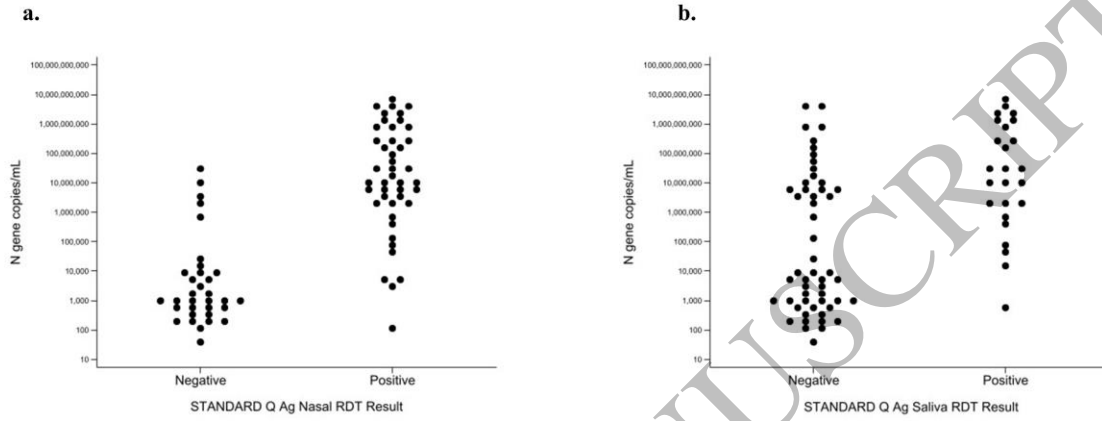 a.
100,000,000,000
10,000,000,000
1,000,000,000
100,000,000
10,000,000
1,000,000
100,000
10,000
1,000
100
10
N gene copies/mL
Negative Positive
STANDARD Q Ag Nasal RDT Result
b.
100,000,000,000
10,000,000,000
1,000,000,000
100,000,000
10,000,000
1,000,000
100,000
10,000
1,000
100
10
N gene copies/mL
Negative Positive
STANDARD Q Ag Saliva RDT Result
USCRIPT